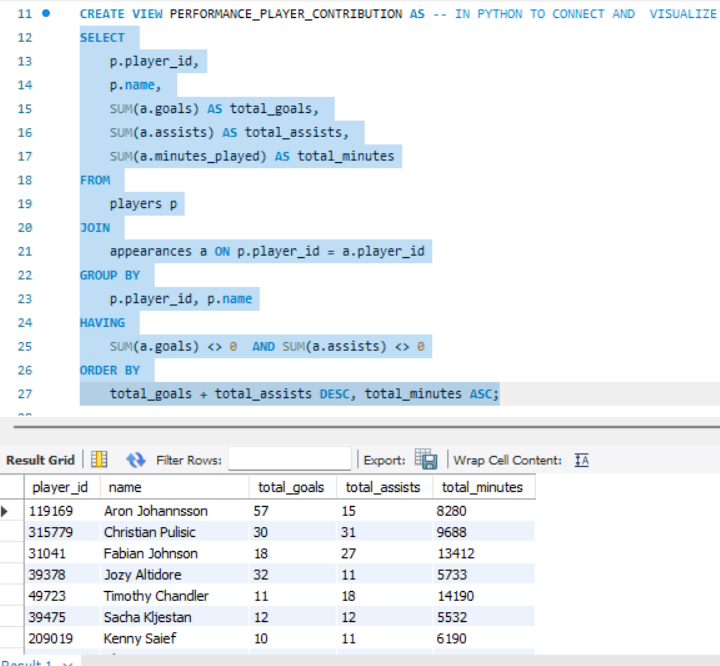 11 CREATE VIEW PERFORMANCE_PLAYER_CONTRIBUTION AS -- IN PYTHON TO CONNECT AND  VISUALIZE
12 SELECT
13 p.player_id,
14 p.name,
15 SUM(a.goals) AS total_goals,
16 SUM(a.assists) AS total_assists,
17 SUM(a.minutes_played) AS total_minutes
18 FROM
19 players p
20 JOIN
21 appearances a ON p.player_id = a.player_id
22 GROUP BY
23 p.player_id, p.name
24 HAVING
25 SUM(a.goals) <> 0  AND SUM(a.assists) <> 0
26 ORDER BY
27 total_goals + total_assists DESC, total_minutes ASC;
Result Grid Filter Rows: Export: Wrap Cell Content: IA
player_id name total_goals total_assists total_minutes
119169 Aron Johannsson 57 15 8280
315779 Christian Pulisic 30 31 9688
31041 Fabian Johnson 18 27 13412
39378 Jozy Altidore 32 11 5733
49723 Timothy Chandler 11 18 14190
39475 Sacha Kljestan 12 12 5532
209019 Kenny Saief 10 11 6190
Result 1